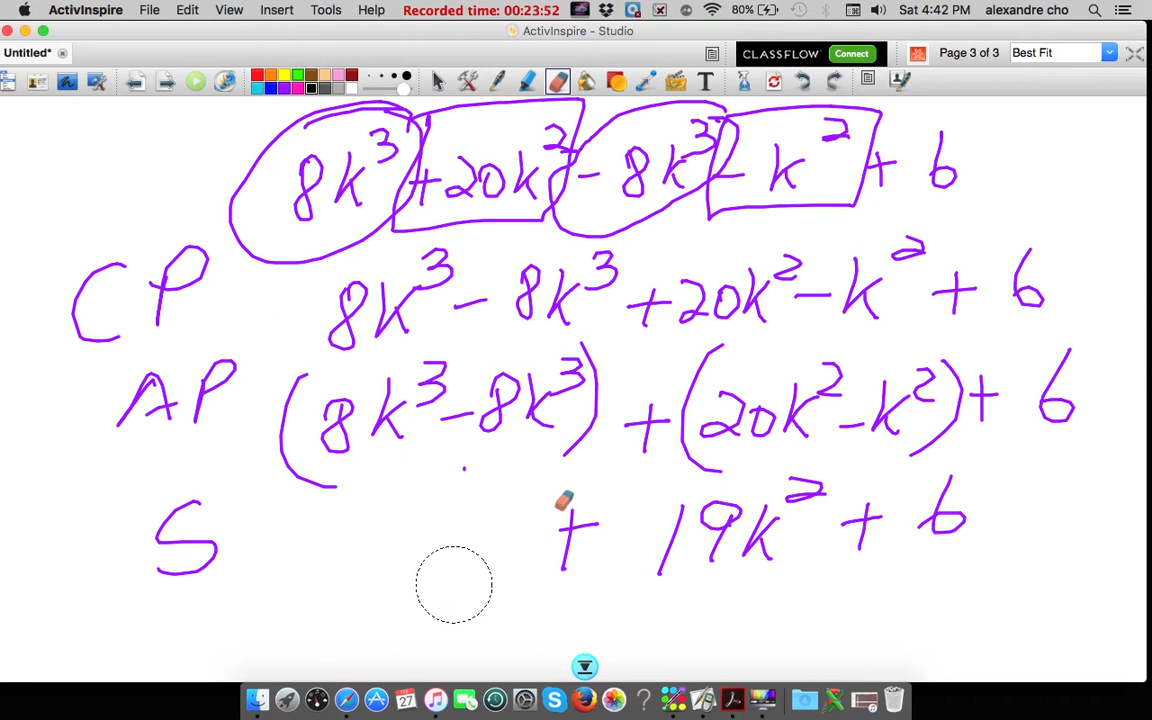 ActivInspire File Edit View Insert Tools Recorded time: 00:23:52 80% Sat 4:42 PM alexandre cho
ActivInspire - Studio
Untitled* CLASSFLOW Connect Page 3 of 3 Best Fit
8k³ + 20k² - 8k³ - k² + 6
CP 8k³ - 8k³ + 20k² - k² + 6
AP (8k³ - 8k³) + (20k² - k²) + 6
S + 19k² + 6